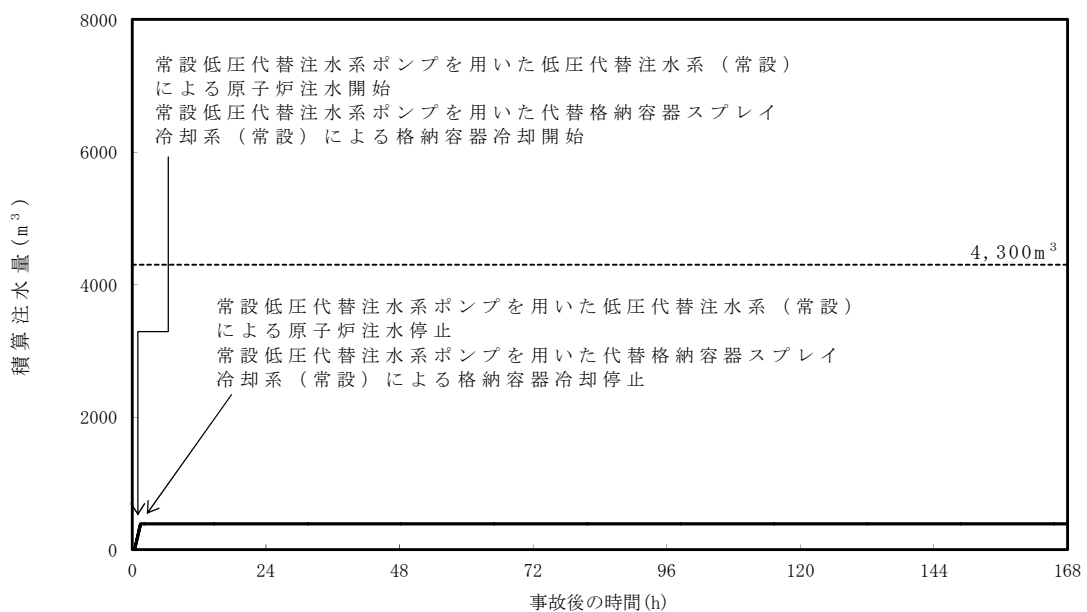 8000
常設低圧代替注水系ポンプを用いた低圧代替注水系(常設)
による原子炉注水開始
常設低圧代替注水系ポンプを用いた代替格納容器スプレイ
冷却系(常設)による格納容器冷却開始
6000
4,300m³
4000
常設低圧代替注水系ポンプを用いた低圧代替注水系(常設)
による原子炉注水停止
常設低圧代替注水系ポンプを用いた代替格納容器スプレイ
冷却系(常設)による格納容器冷却停止
2000
0
積算注水量(m³)
0 24 48 72 96 120 144 168
事故後の時間(h)